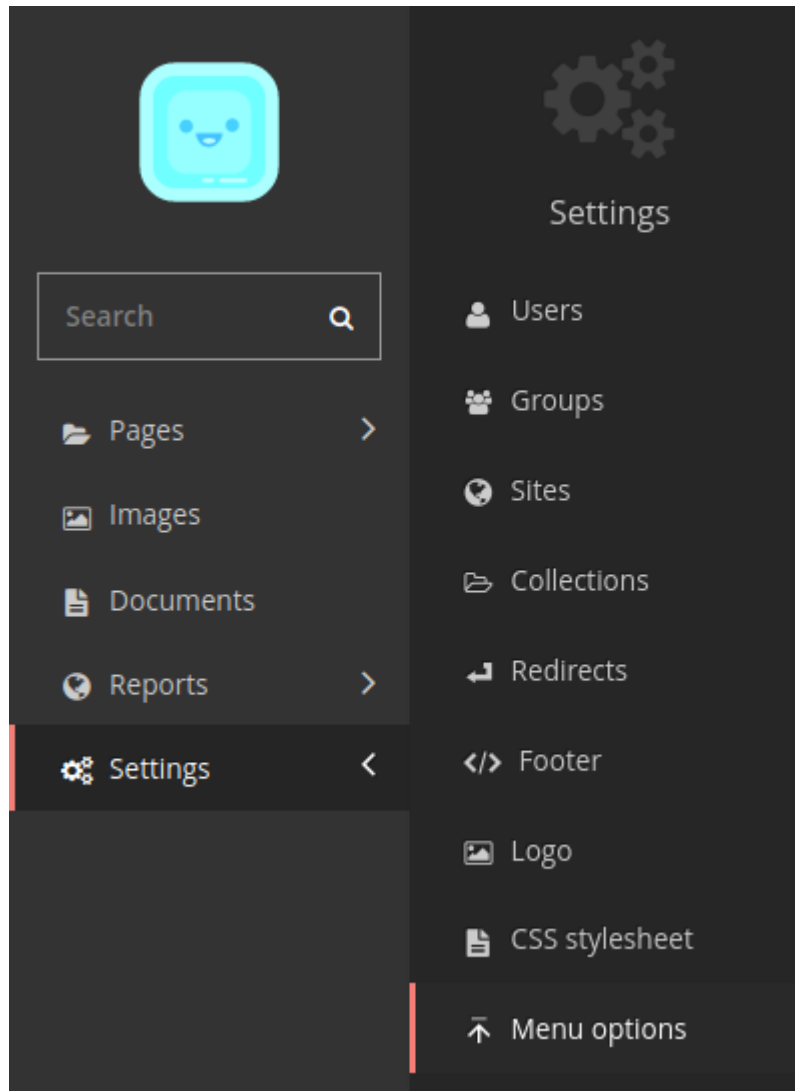 Search
Pages
Images
Documents
Reports
Settings
Settings
Users
Groups
Sites
Collections
Redirects
Footer
Logo
CSS stylesheet
Menu options